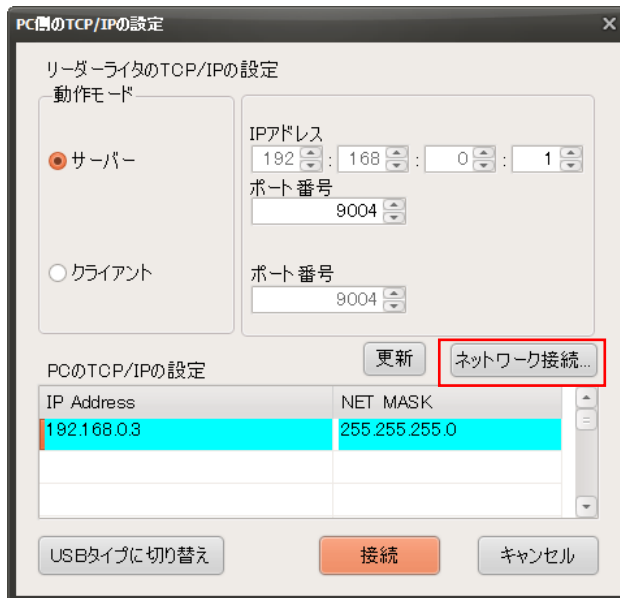 PC側のTCP/IPの設定
リーダーライタのTCP/IPの設定
動作モード
サーバー
IPアドレス
192 : 168 : 0 : 1
ポート番号
9004
クライアント
ポート番号
9004
更新
ネットワーク接続...
PCのTCP/IPの設定
IP Address NET MASK
192.168.0.3 255.255.255.0
USBタイプに切り替え
接続
キャンセル